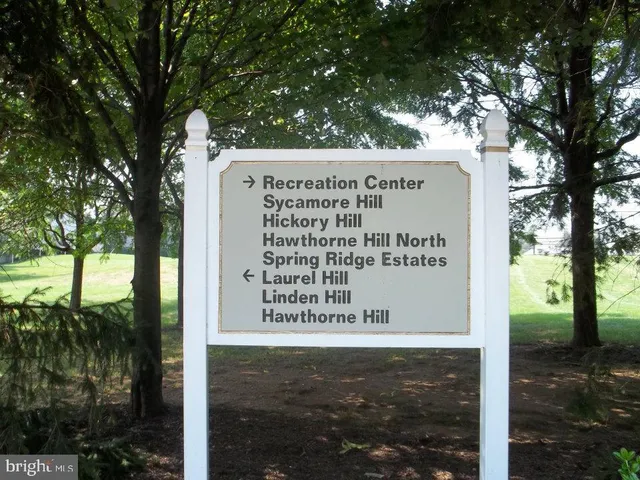 → Recreation Center
Sycamore Hill
Hickory Hill
Hawthorne Hill North
Spring Ridge Estates
← Laurel Hill
Linden Hill
Hawthorne Hill
bright MLS